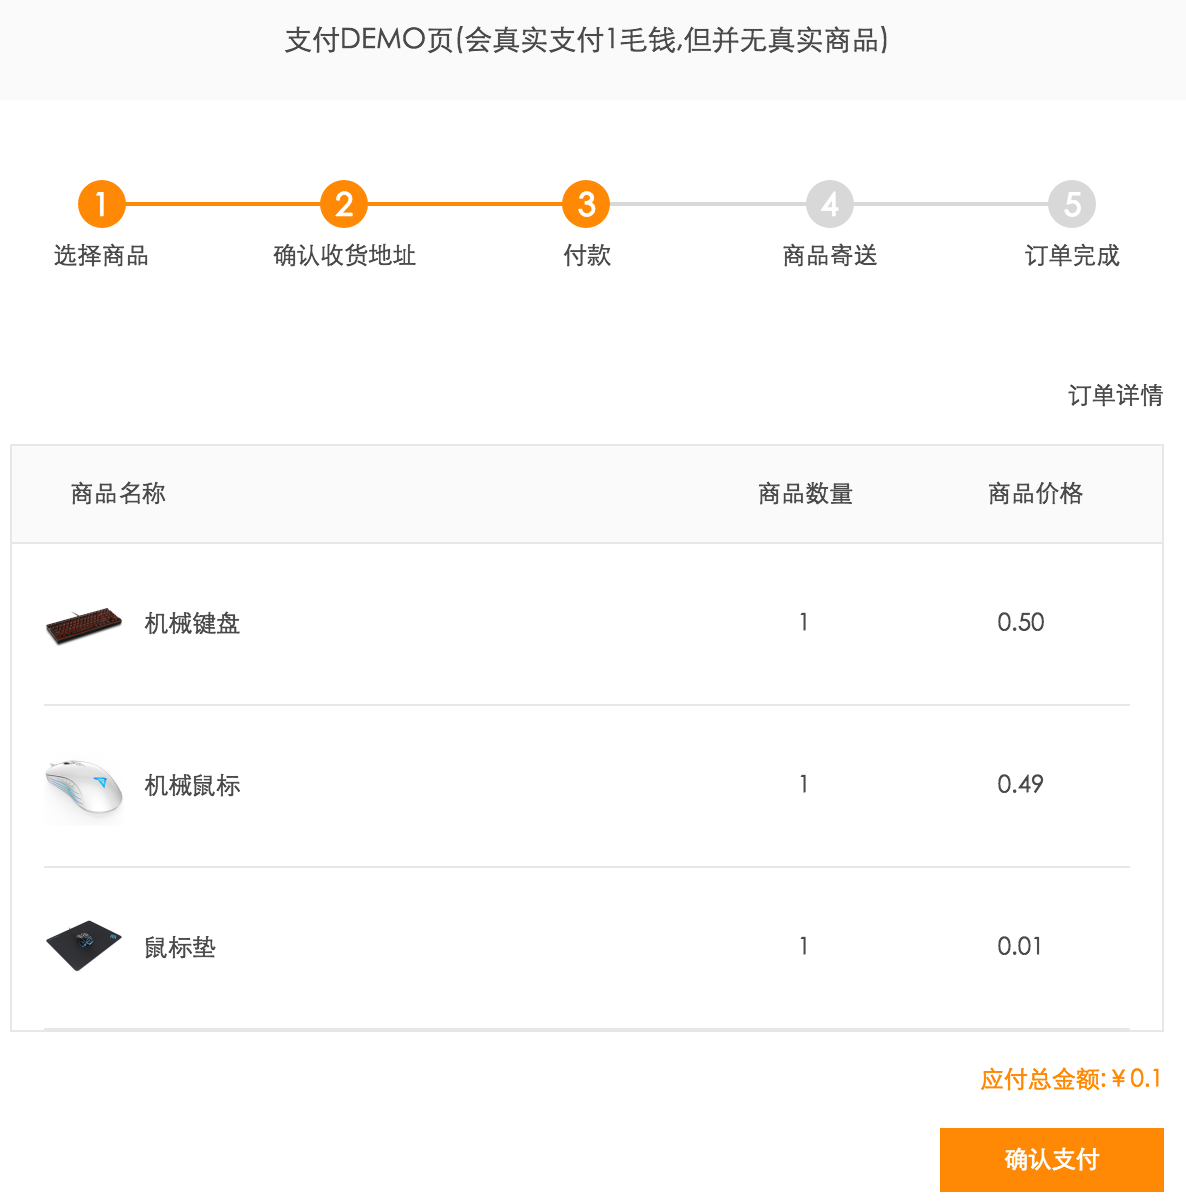 支付DEMO页(会真实支付1毛钱,但并无真实商品)
1 2 3 4 5
选择商品 确认收货地址 付款 商品寄送 订单完成
订单详情
商品名称 商品数量 商品价格
机械键盘 1 0.50
机械鼠标 1 0.49
鼠标垫 1 0.01
应付总金额:¥0.1
确认支付